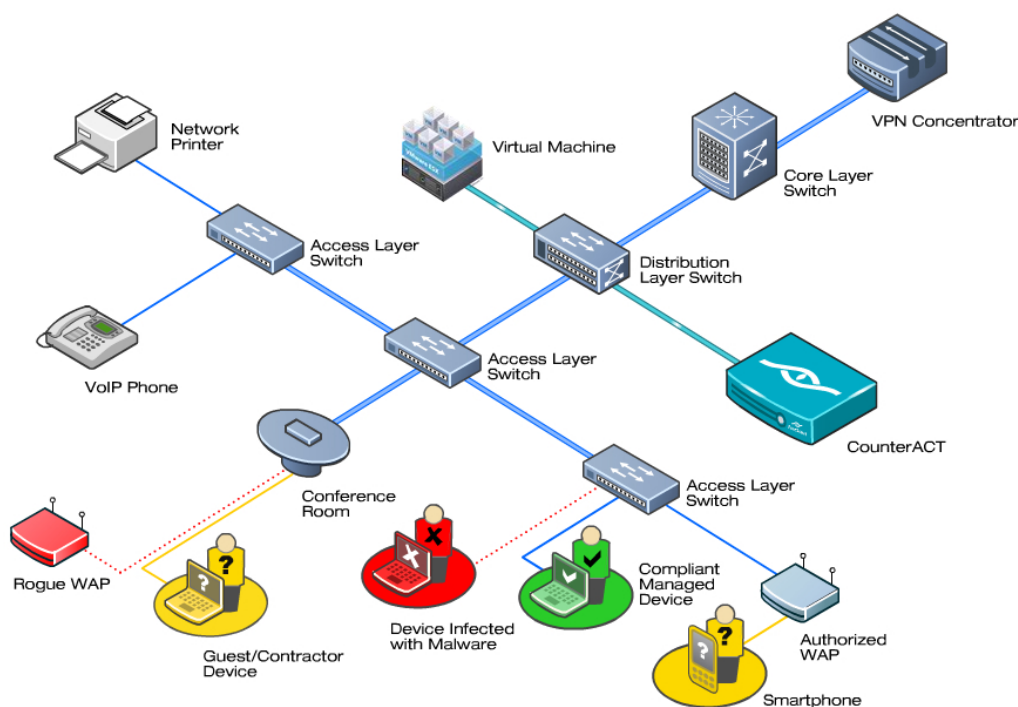 VPN Concentrator
Network
Printer
Virtual Machine
VMware ESX
Core Layer
Switch
Access Layer
Switch
Distribution
Layer Switch
Access Layer
Switch
VoIP Phone
CounterACT
Conference
Room
Access Layer
Switch
Rogue WAP
?
?
X
X
Compliant
Managed
Device
Guest/Contractor
Device
Device Infected
with Malware
?
?
Authorized
WAP
Smartphone